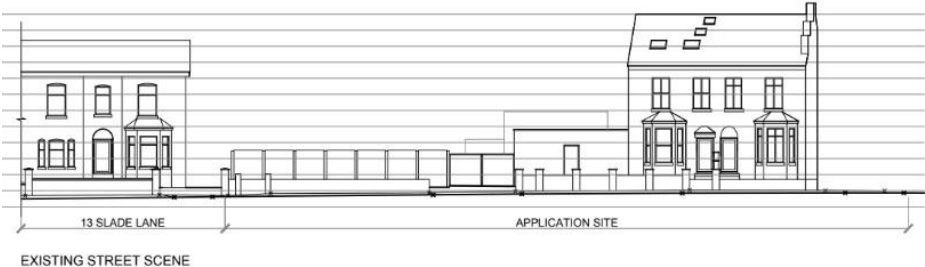 13 SLADE LANE
APPLICATION SITE
EXISTING STREET SCENE